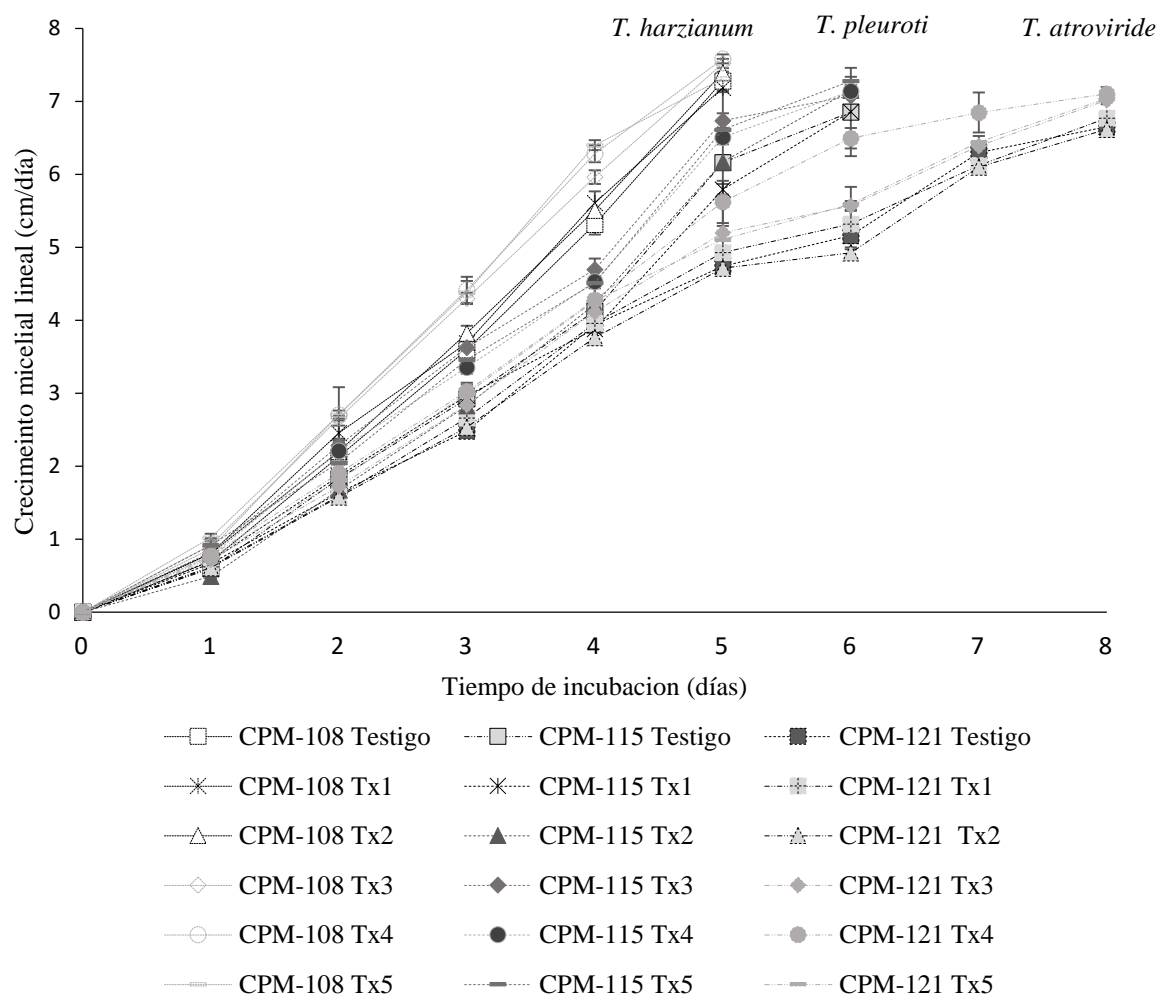 T. harzianum T. pleuroti T. atroviride
8
7
6
5
4
3
2
1
0
Crecimeinto micelial lineal (cm/día)
0 1 2 3 4 5 6 7 8
Tiempo de incubacion (días)
CPM-108 Testigo CPM-115 Testigo CPM-121 Testigo
CPM-108 Tx1 CPM-115 Tx1 CPM-121 Tx1
CPM-108 Tx2 CPM-115 Tx2 CPM-121 Tx2
CPM-108 Tx3 CPM-115 Tx3 CPM-121 Tx3
CPM-108 Tx4 CPM-115 Tx4 CPM-121 Tx4
CPM-108 Tx5 CPM-115 Tx5 CPM-121 Tx5